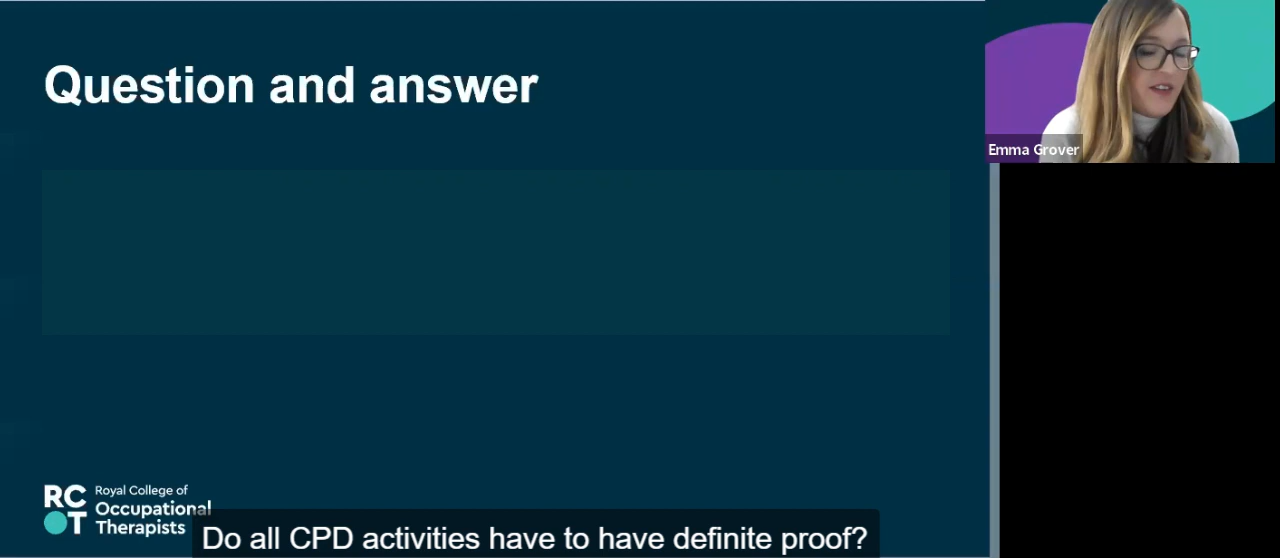 Question and answer
Emma Grover
RC
OT
Royal College of
Occupational
Therapists
Do all CPD activities have to have definite proof?